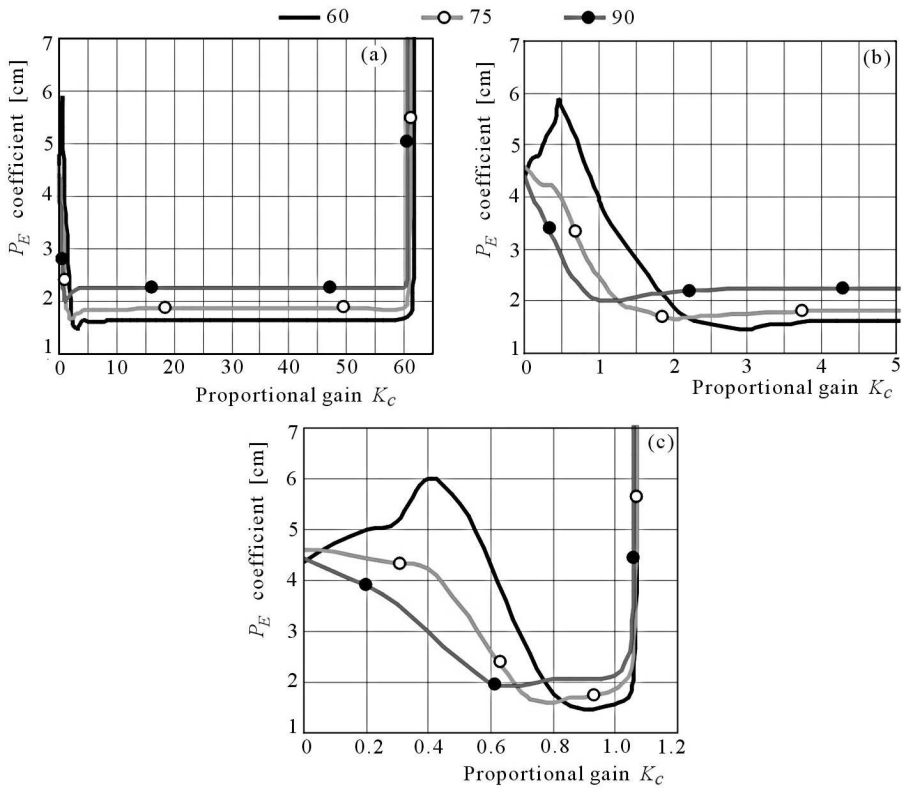 60 75 90
(a)
P_E coefficient [cm]
7
6
5
4
3
2
1
0 10 20 30 40 50 60
Proportional gain K_C
(b)
P_E coefficient [cm]
7
6
5
4
3
2
1
0 1 2 3 4 5
Proportional gain K_C
(c)
P_E coefficient [cm]
7
6
5
4
3
2
1
0 0.2 0.4 0.6 0.8 1.0 1.2
Proportional gain K_C